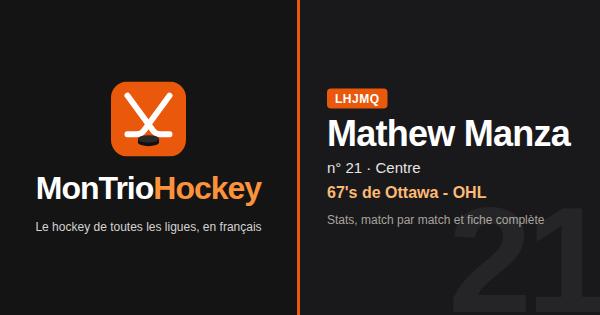 MonTrioHockey
Le hockey de toutes les ligues, en français
LHJMQ
Mathew Manza
n° 21 · Centre
67's de Ottawa - OHL
Stats, match par match et fiche complète
21